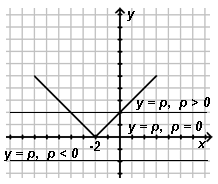 y
y = p, p > 0
y = p, p = 0
-2
x
y = p, p < 0